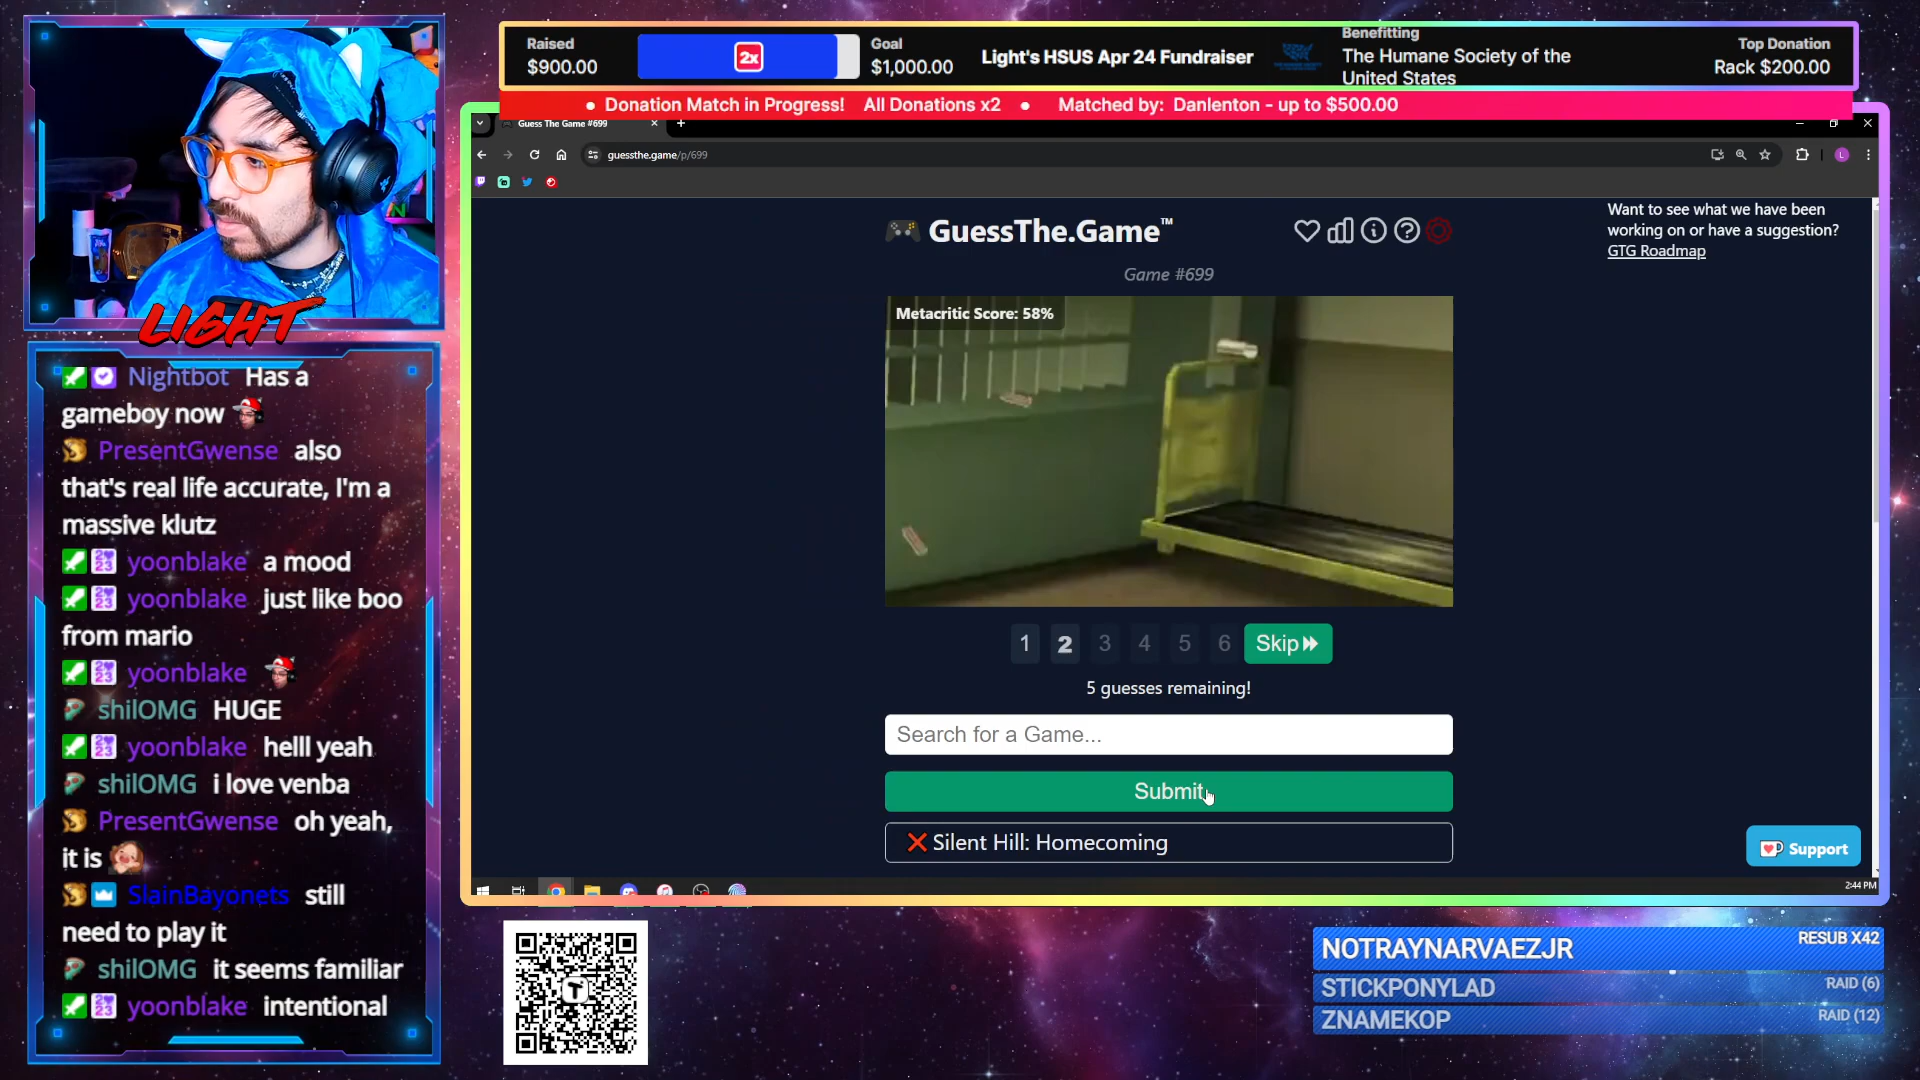 Raised
$900.00
2x
Goal
$1,000.00
Light's HSUS Apr 24 Fundraiser
Benefitting
The Humane Society of the
United States
Top Donation
Rack $200.00
• Donation Match in Progress! All Donations x2 • Matched by: Danlenton - up to $500.00
Guess The Game #699
guessthe.game/p/699
GuessThe.Game™
Want to see what we have been
working on or have a suggestion?
GTG Roadmap
Game #699
Metacritic Score: 58%
1 2 3 4 5 6 Skip
5 guesses remaining!
Search for a Game...
Submit
❌ Silent Hill: Homecoming
Support
2:44 PM
LIGHT
Nightbot Has a
gameboy now
PresentGwense also
that's real life accurate, I'm a
massive klutz
yoonblake a mood
yoonblake just like boo
from mario
yoonblake
shilOMG HUGE
yoonblake helll yeah
shilOMG i love venba
PresentGwense oh yeah,
it is
SlainBayonets still
need to play it
shilOMG it seems familiar
yoonblake intentional
T
NOTRAYNARVAEZJR RESUB X42
STICKPONYLAD RAID (6)
ZNAMEKOP RAID (12)